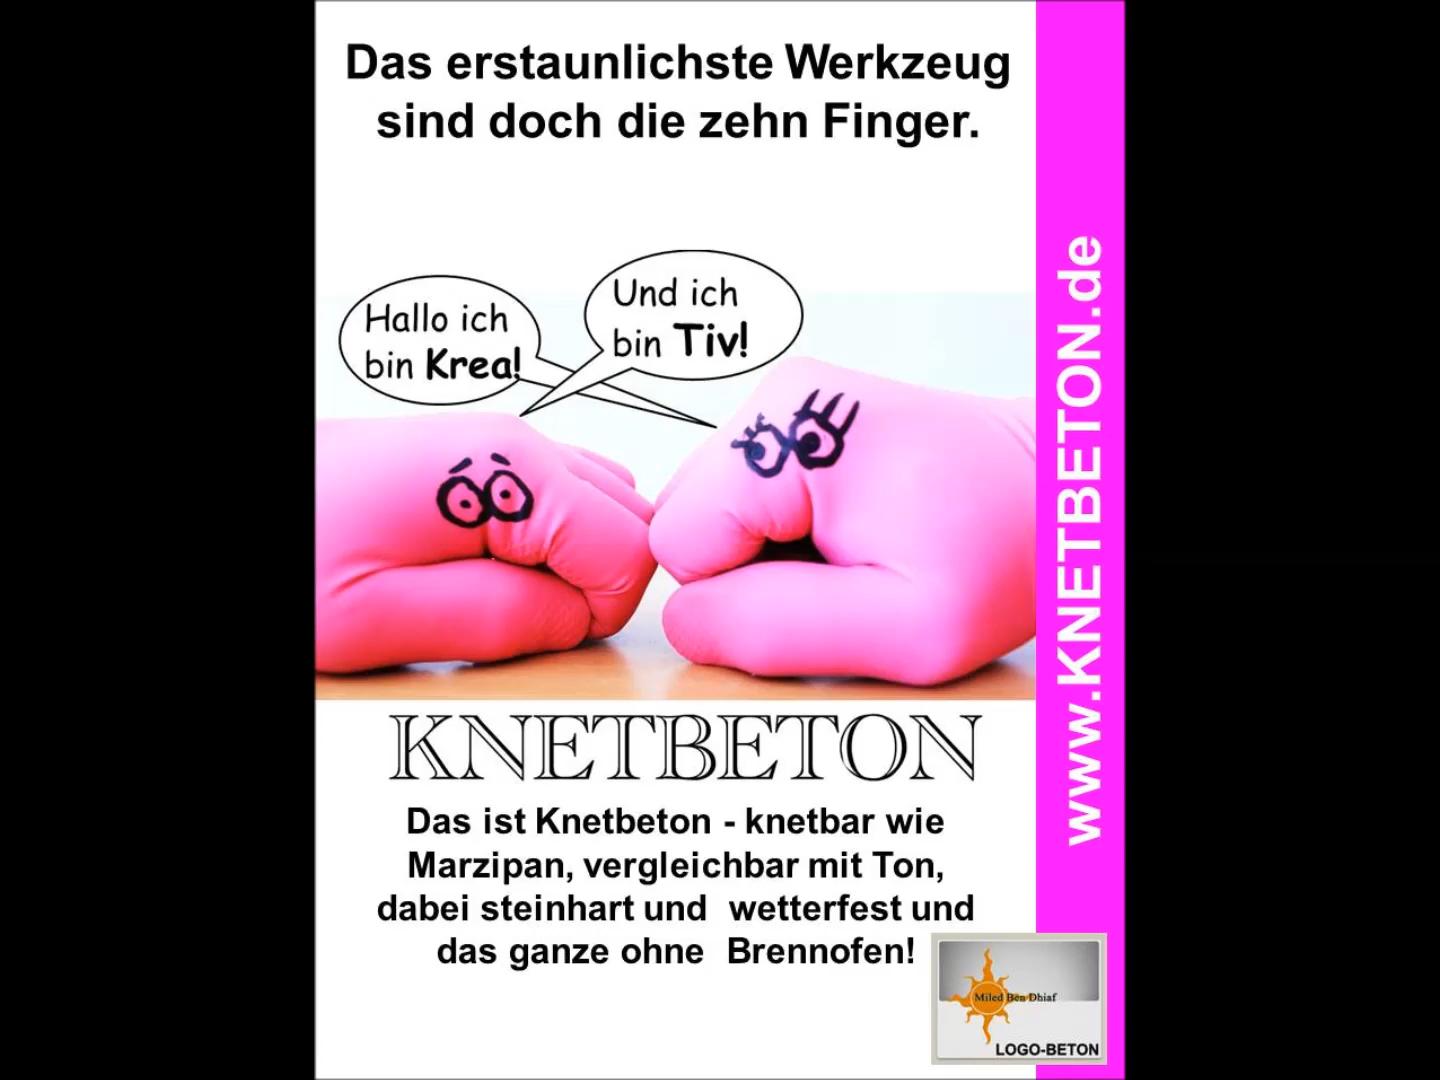 Das erstaunlichste Werkzeug
sind doch die zehn Finger.
Hallo ich
bin Krea!
Und ich
bin Tiv!
www.KNETBETON.de
KNETBETON
Das ist Knetbeton - knetbar wie
Marzipan, vergleichbar mit Ton,
dabei steinhart und wetterfest und
das ganze ohne Brennofen!
Miled Ben Dhiaf
LOGO-BETON